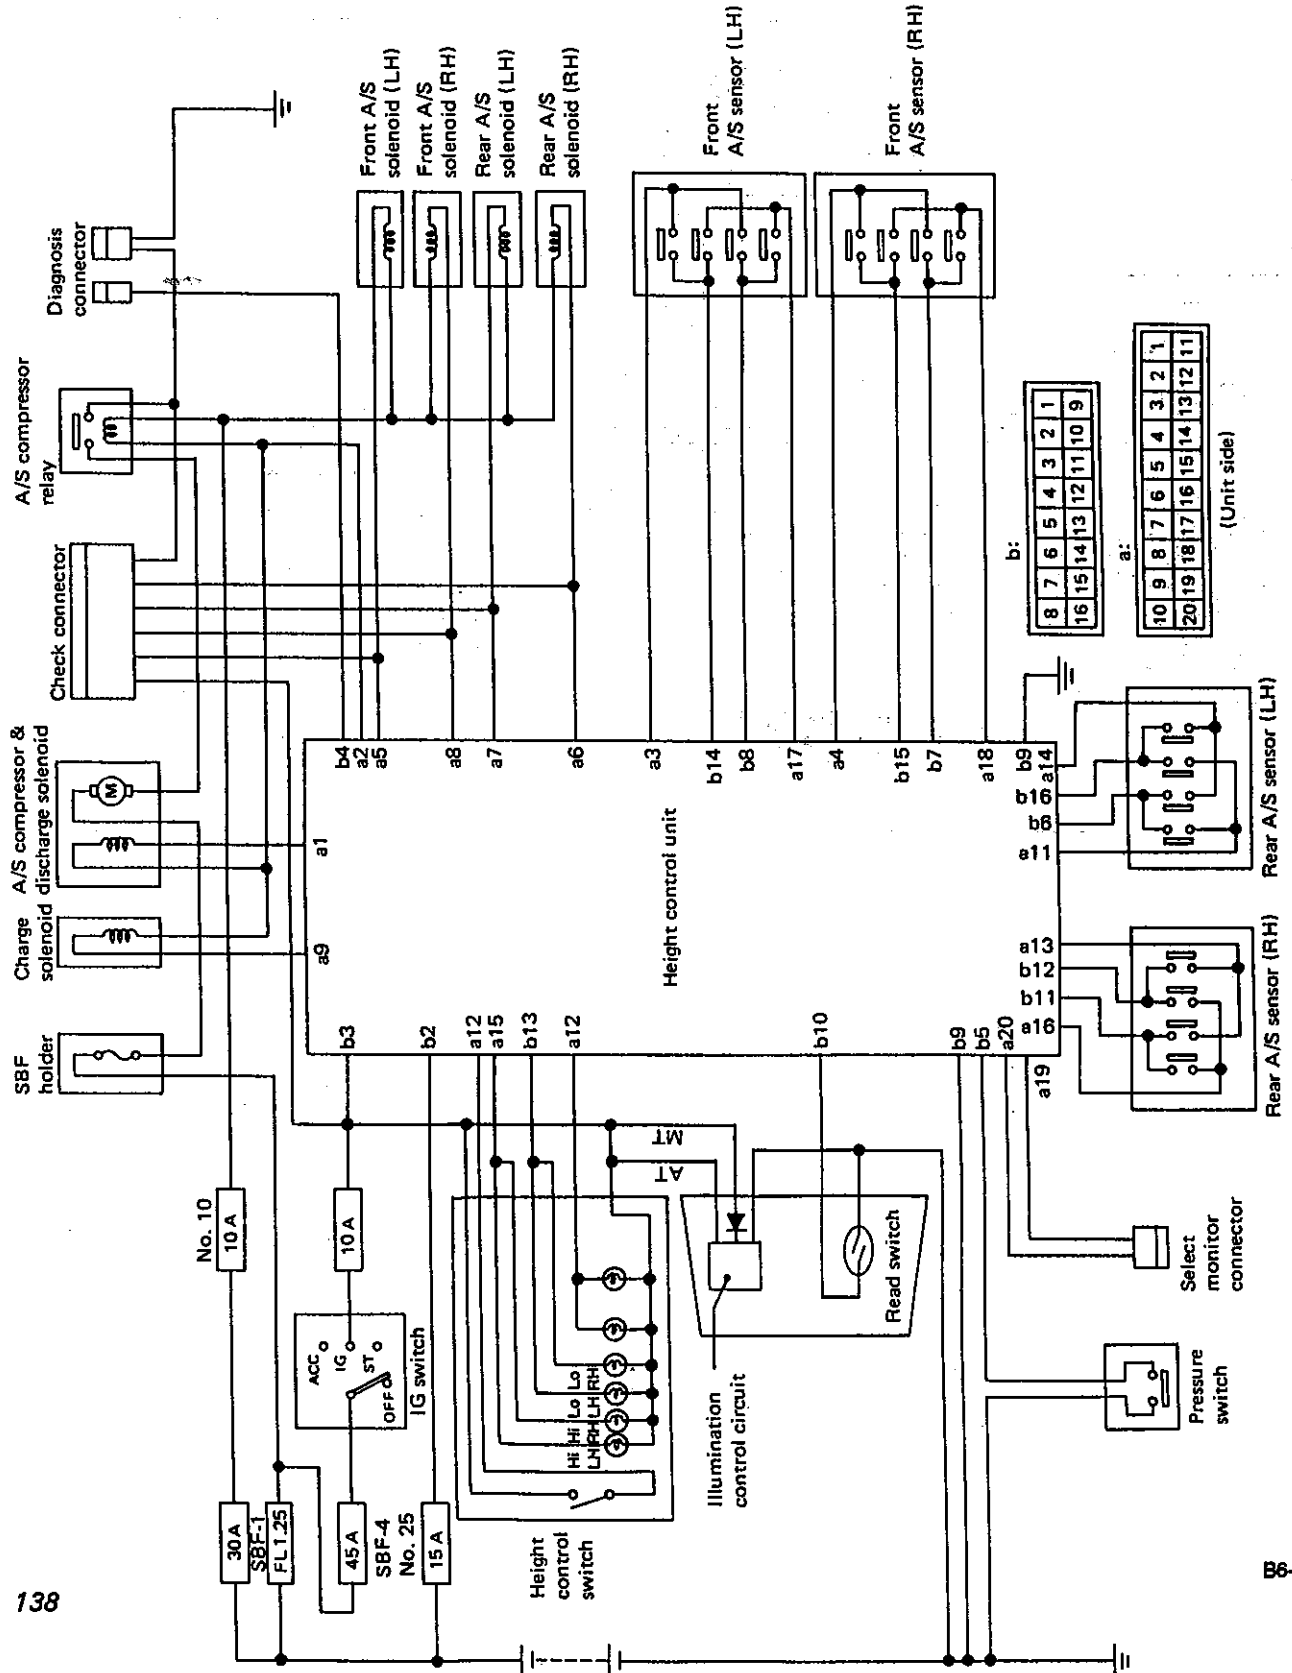 Diagnosis
connector
A/S compressor
relay
Check connector
A/S compressor &
discharge solenoid
Charge
solenoid
SBF
holder
Front A/S
solenoid (LH)
Front A/S
solenoid (RH)
Rear A/S
solenoid (LH)
Rear A/S
solenoid (RH)
Front
A/S sensor (LH)
Front
A/S sensor (RH)
M
b4
a2
a5
a8
a7
a6
a3
b14
b8
a17
a4
b15
b7
a18
b9
a14
b16
b6
a11
a13
b12
b11
a16
a1
a9
Height control unit
b3
b2
a12
a15
b13
a12
b10
b9
b5
a20
a19
b:
8 7 6 5 4 3 2 1
16 15 14 13 12 11 10 9
a:
10 9 8 7 6 5 4 3 2 1
20 19 18 17 16 15 14 13 12 11
(Unit side)
Rear A/S sensor (LH)
Rear A/S sensor (RH)
No. 10
10 A
10 A
ACC
IG
ST
OFF
IG switch
30 A
SBF-1
FL 1.25
45 A
SBF-4
No. 25
15 A
MT
AT
Hi
LH
Hi
RH
Lo
LH
Lo
RH
Height
control
switch
Illumination
control circuit
Read switch
Select
monitor
connector
Pressure
switch
138
B6-